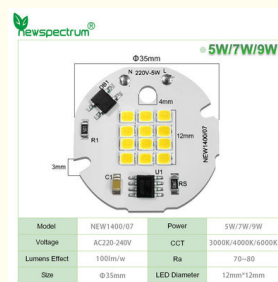 newspectrum®
5W/7W/9W
Φ35mm
N 220V-5W L
DB1
4mm
12mm
R1
NEW1400/07
3mm
C1
U1
RS
Model NEW1400/07 Power 5W/7W/9W
Voltage AC220-240V CCT 3000K/4000K/6000K
Lumens Effect 100lm/w Ra 70~80
Size Φ35mm LED Diameter 12mm*12mm